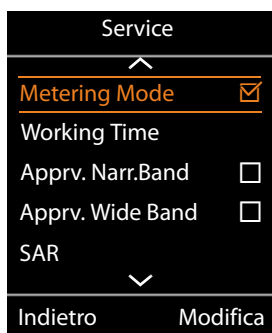 Service
Metering Mode
Working Time
Apprv. Narr.Band
Apprv. Wide Band
SAR
Indietro Modifica